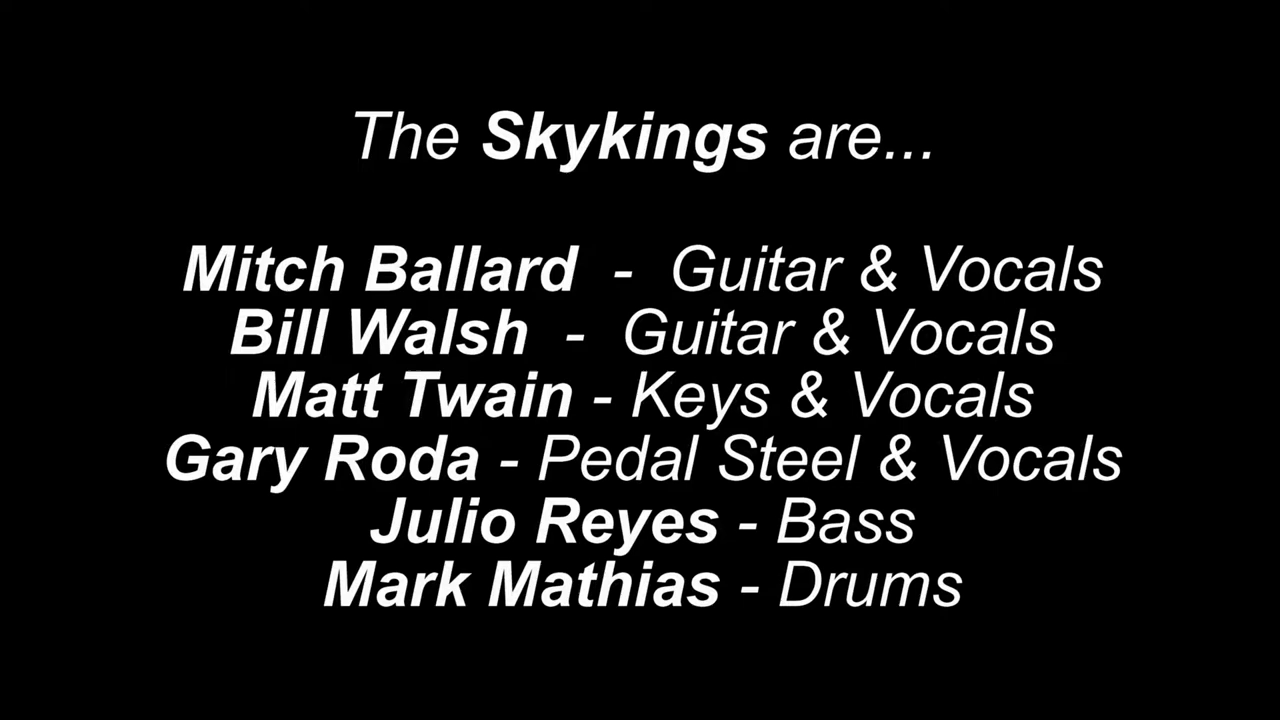 The Skykings are...
Mitch Ballard - Guitar & Vocals
Bill Walsh - Guitar & Vocals
Matt Twain - Keys & Vocals
Gary Roda - Pedal Steel & Vocals
Julio Reyes - Bass
Mark Mathias - Drums